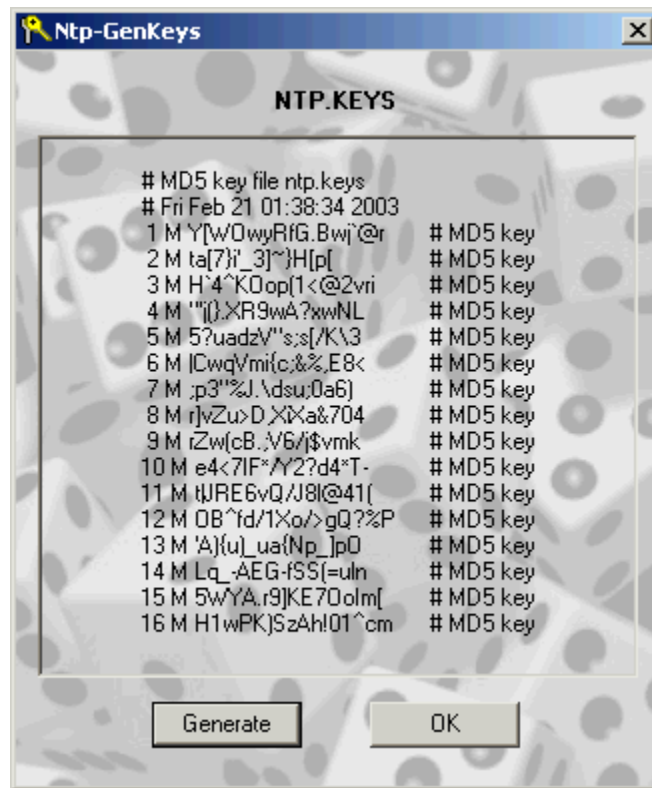 Ntp-GenKeys
NTP.KEYS
# MD5 key file ntp.keys
# Fri Feb 21 01:38:34 2003
1 M Y[WOwyRfG.Bwj`@r # MD5 key
2 M ta[7}i'_3]~}H[p[ # MD5 key
3 M H`4^KOop(1<@2vri # MD5 key
4 M '"j(}.XR9wA?xwNL # MD5 key
5 M 5?uadzV"s;s[/K\3 # MD5 key
6 M |CwqVmi{c;&%,E8< # MD5 key
7 M ;p3"%J.\dsu;0a6) # MD5 key
8 M r]vZu>D,XiXa&704 # MD5 key
9 M rZw(cB.;V6/j$vmk # MD5 key
10 M e4<7IF*/Y2?d4*T- # MD5 key
11 M # MD5 key
12 M OB^fd/1Xo/>gQ?%P # MD5 key
13 M 'A){u)_ua{Np_]pO # MD5 key
14 M Lq_-AEG-fSS(=uln # MD5 key
15 M 5WYA.r9]KE7Oolm[ # MD5 key
16 M H1wPK)SzAh!01^cm # MD5 key
Generate OK